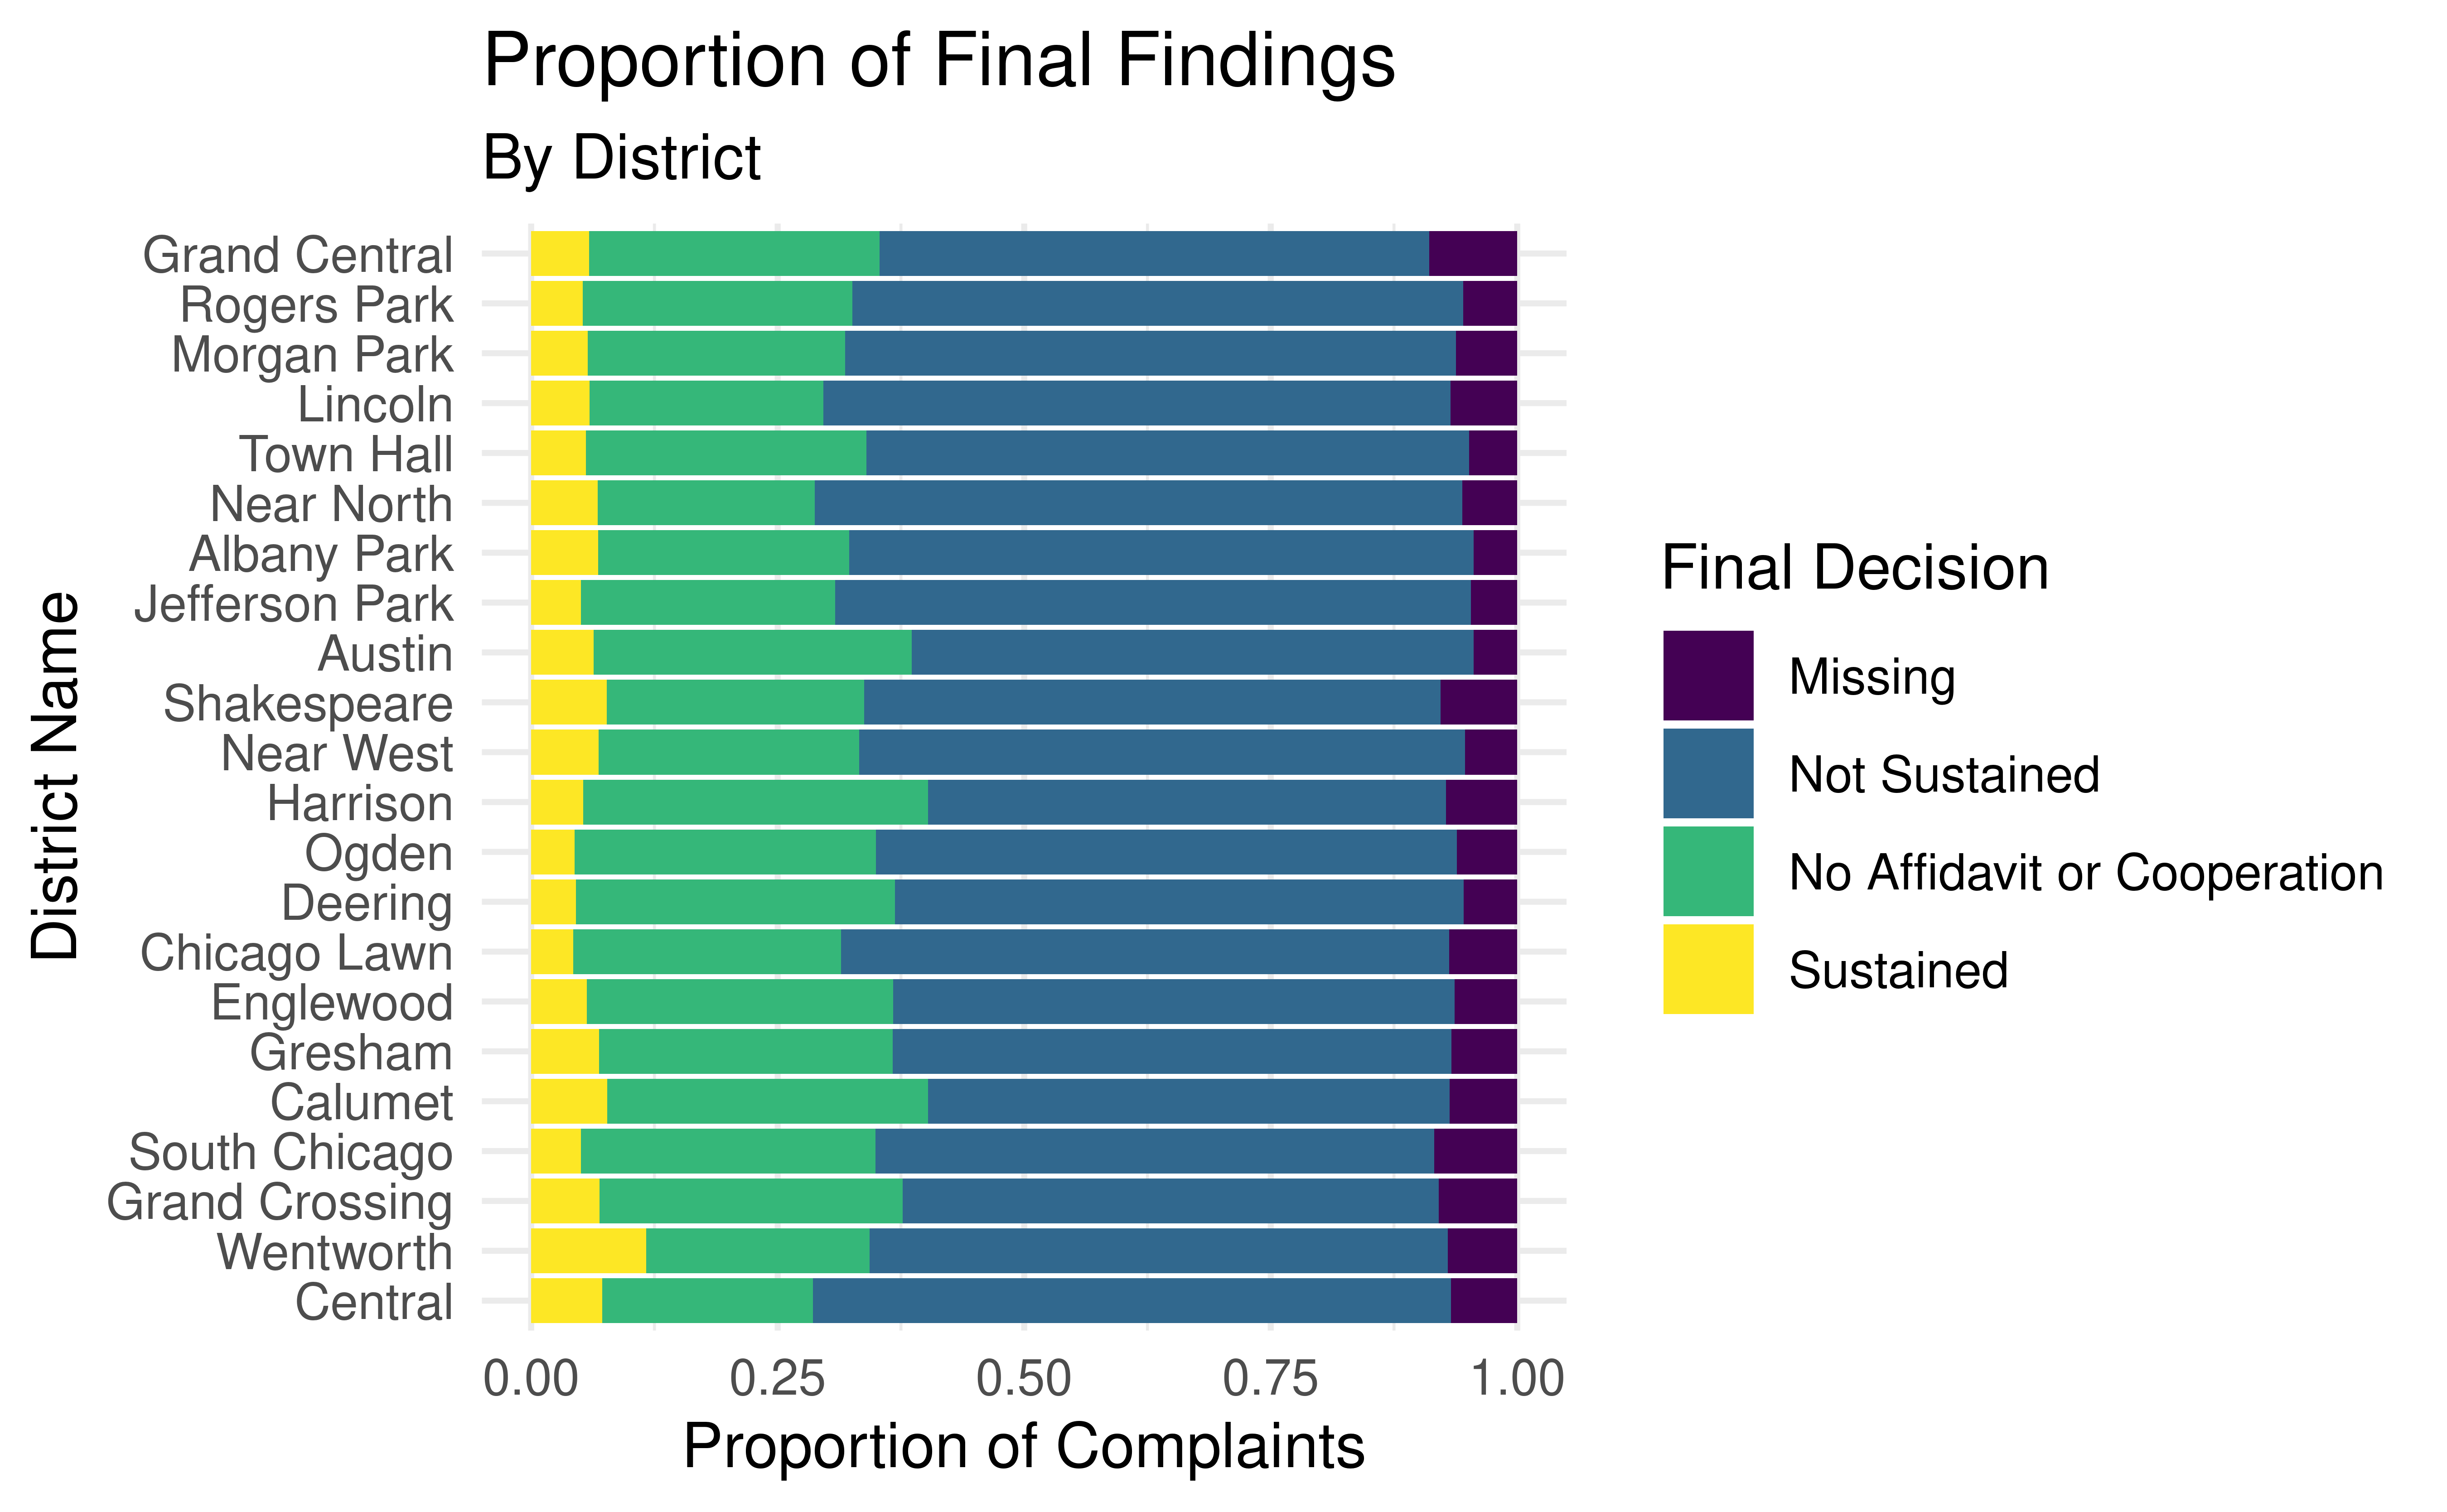 Proportion of Final Findings
By District
District Name
Grand Central
Rogers Park
Morgan Park
Lincoln
Town Hall
Near North
Albany Park
Jefferson Park
Austin
Shakespeare
Near West
Harrison
Ogden
Deering
Chicago Lawn
Englewood
Gresham
Calumet
South Chicago
Grand Crossing
Wentworth
Central
0.00 0.25 0.50 0.75 1.00
Proportion of Complaints
Final Decision
Missing
Not Sustained
No Affidavit or Cooperation
Sustained